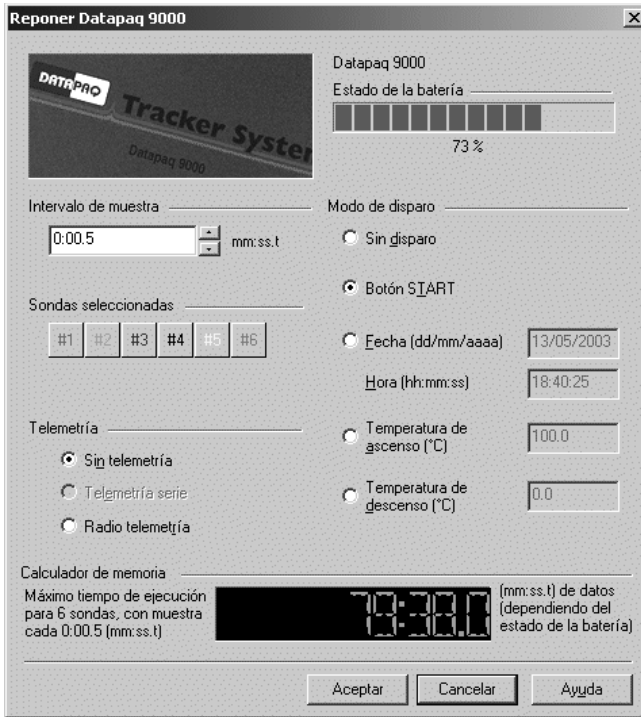 Reponer Datapaq 9000
DATAPAQ
Tracker System
Datapaq 9000
Datapaq 9000
Estado de la batería
73 %
Intervalo de muestra
0:00.5 mm:ss.t
Sondas seleccionadas
#1 #2 #3 #4 #5 #6
Telemetría
Sin telemetría
Telemetría serie
Radio telemetría
Modo de disparo
Sin disparo
Botón START
Fecha (dd/mm/aaaa) 13/05/2003
Hora (hh:mm:ss) 18:40:25
Temperatura de
ascenso (°C) 100.0
Temperatura de
descenso (°C) 0.0
Calculador de memoria
Máximo tiempo de ejecución
para 6 sondas, con muestra
cada 0:00.5 (mm:ss.t)
(mm:ss.t) de datos
(dependiendo del
estado de la batería)
Aceptar Cancelar Ayuda